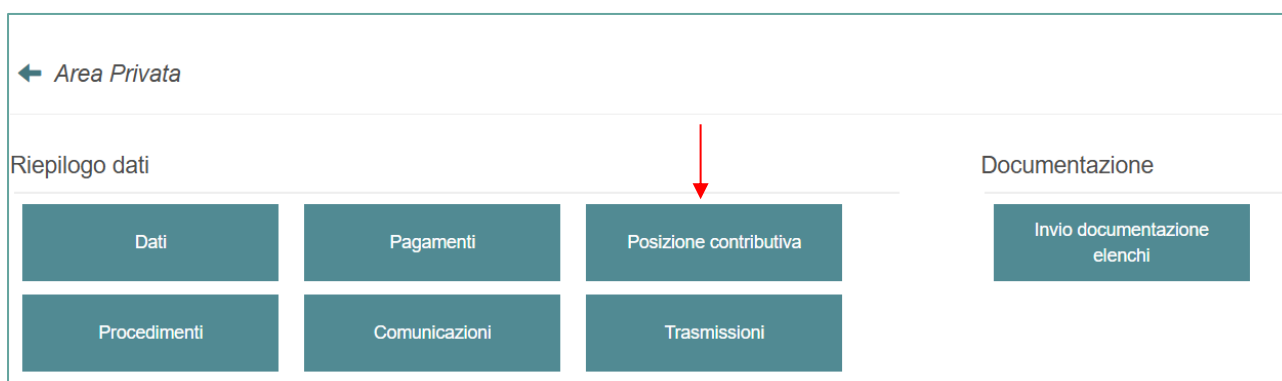 Area Privata
Riepilogo dati
Documentazione
Dati
Pagamenti
Posizione contributiva
Invio documentazione
elenchi
Procedimenti
Comunicazioni
Trasmissioni